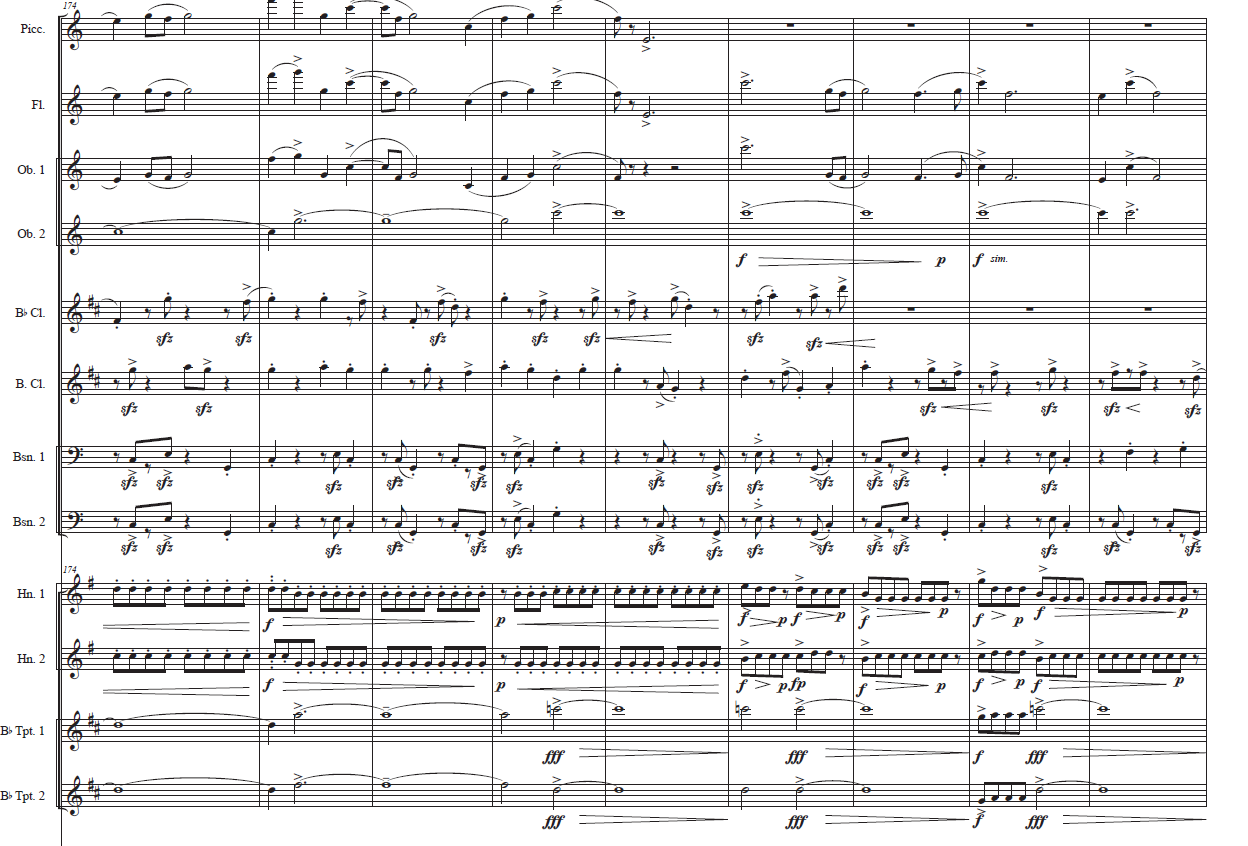 174
Picc.
Fl.
Ob. 1
Ob. 2
f p f sim.
B♭ Cl.
sfz sfz sfz sfz sfz sfz sfz
B. Cl.
sfz sfz sfz sfz sfz sfz
Bsn. 1
sfz sfz sfz sfz sfz sfz sfz sfz sfz sfz sfz sfz sfz
Bsn. 2
sfz sfz sfz sfz sfz sfz sfz sfz sfz sfz sfz sfz sfz sfz sfz
174
Hn. 1
f p f p f p f p f p f p
Hn. 2
f p f p fp f p f p f p
B♭ Tpt. 1
fff fff f fff
B♭ Tpt. 2
fff fff f fff